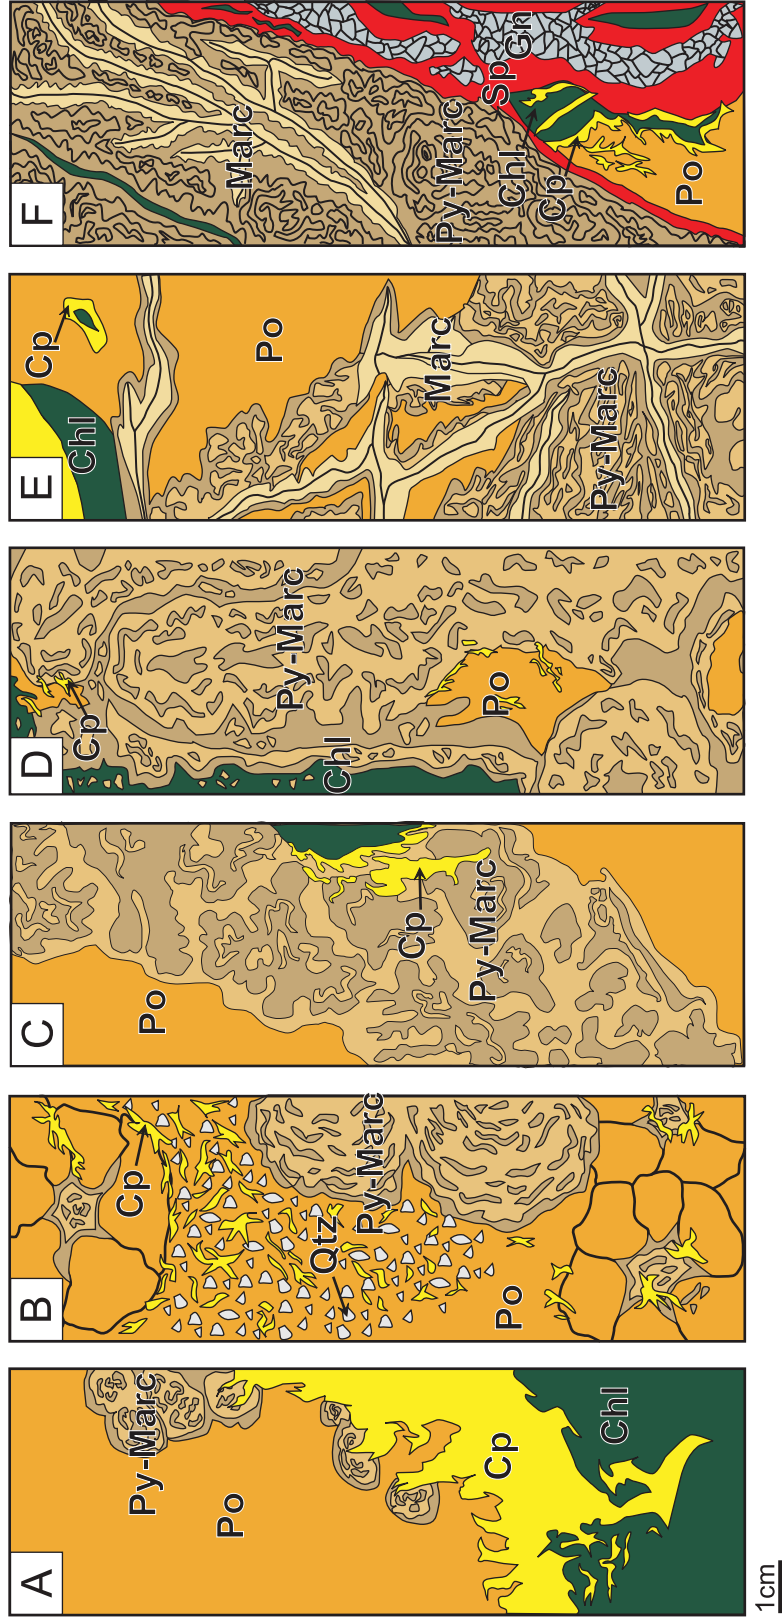 A
Py-Marc
Po
Cp
Chl
1cm
B
Cp
Qtz
Py-Marc
Po
C
Po
Cp
Py-Marc
D
Cp
Py-Marc
Chl
Po
E
Cp
Chl
Po
Marc
Py-Marc
F
Marc
Py-Marc
Sp
Gn
Chl
Cp
Po